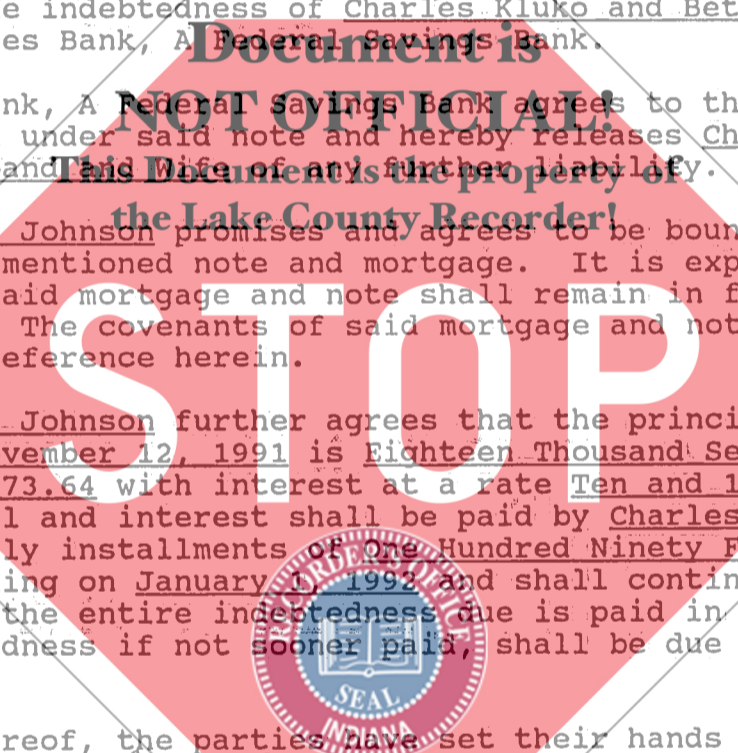 e indebtedness of Charles Kluko and Bet
Document is
es Bank, A Federal Savings Bank.
nk, A Federal Savings Bank agrees to th
NOT OFFICIAL!
under said note and hereby releases Ch
This Document is the property of
and and Wife of any further liability.
the Lake County Recorder!
Johnson promises and agrees to be boun
mentioned note and mortgage. It is exp
aid mortgage and note shall remain in f
The covenants of said mortgage and not
eference herein.
STOP
Johnson further agrees that the princi
vember 12, 1991 is Eighteen Thousand Se
73.64 with interest at a rate Ten and 1
l and interest shall be paid by Charles
ly installments of One Hundred Ninety F
ing on January 1, 1992 and shall contin
the entire indebtedness due is paid in
dness if not sooner paid, shall be due
RECORDER'S OFFICE
SEAL
INDIANA
reof, the parties have set their hands